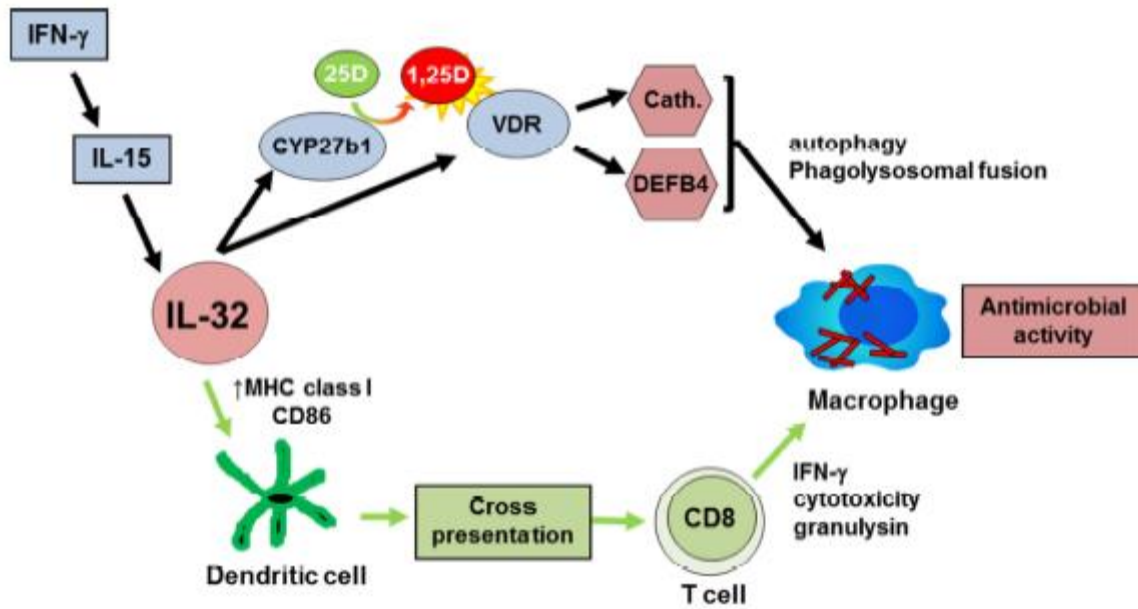 IFN-γ
IL-15
25D
1,25D
CYP27b1
VDR
Cath.
DEFB4
autophagy
Phagolysosomal fusion
IL-32
Antimicrobial
activity
Macrophage
↑MHC class I
CD86
Dendritic cell
Cross
presentation
CD8
T cell
IFN-γ
cytotoxicity
granulysin